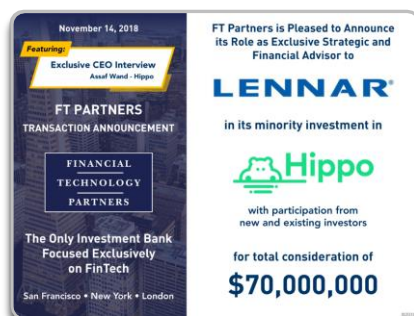 November 14, 2018
Featuring:
Exclusive CEO Interview
Assaf Wand - Hippo
FT PARTNERS
TRANSACTION ANNOUNCEMENT
FINANCIAL
TECHNOLOGY
PARTNERS
The Only Investment Bank
Focused Exclusively
on FinTech
San Francisco • New York • London
FT Partners is Pleased to Announce
its Role as Exclusive Strategic and
Financial Advisor to
LENNAR®
in its minority investment in
Hippo
with participation from
new and existing investors
for total consideration of
$70,000,000